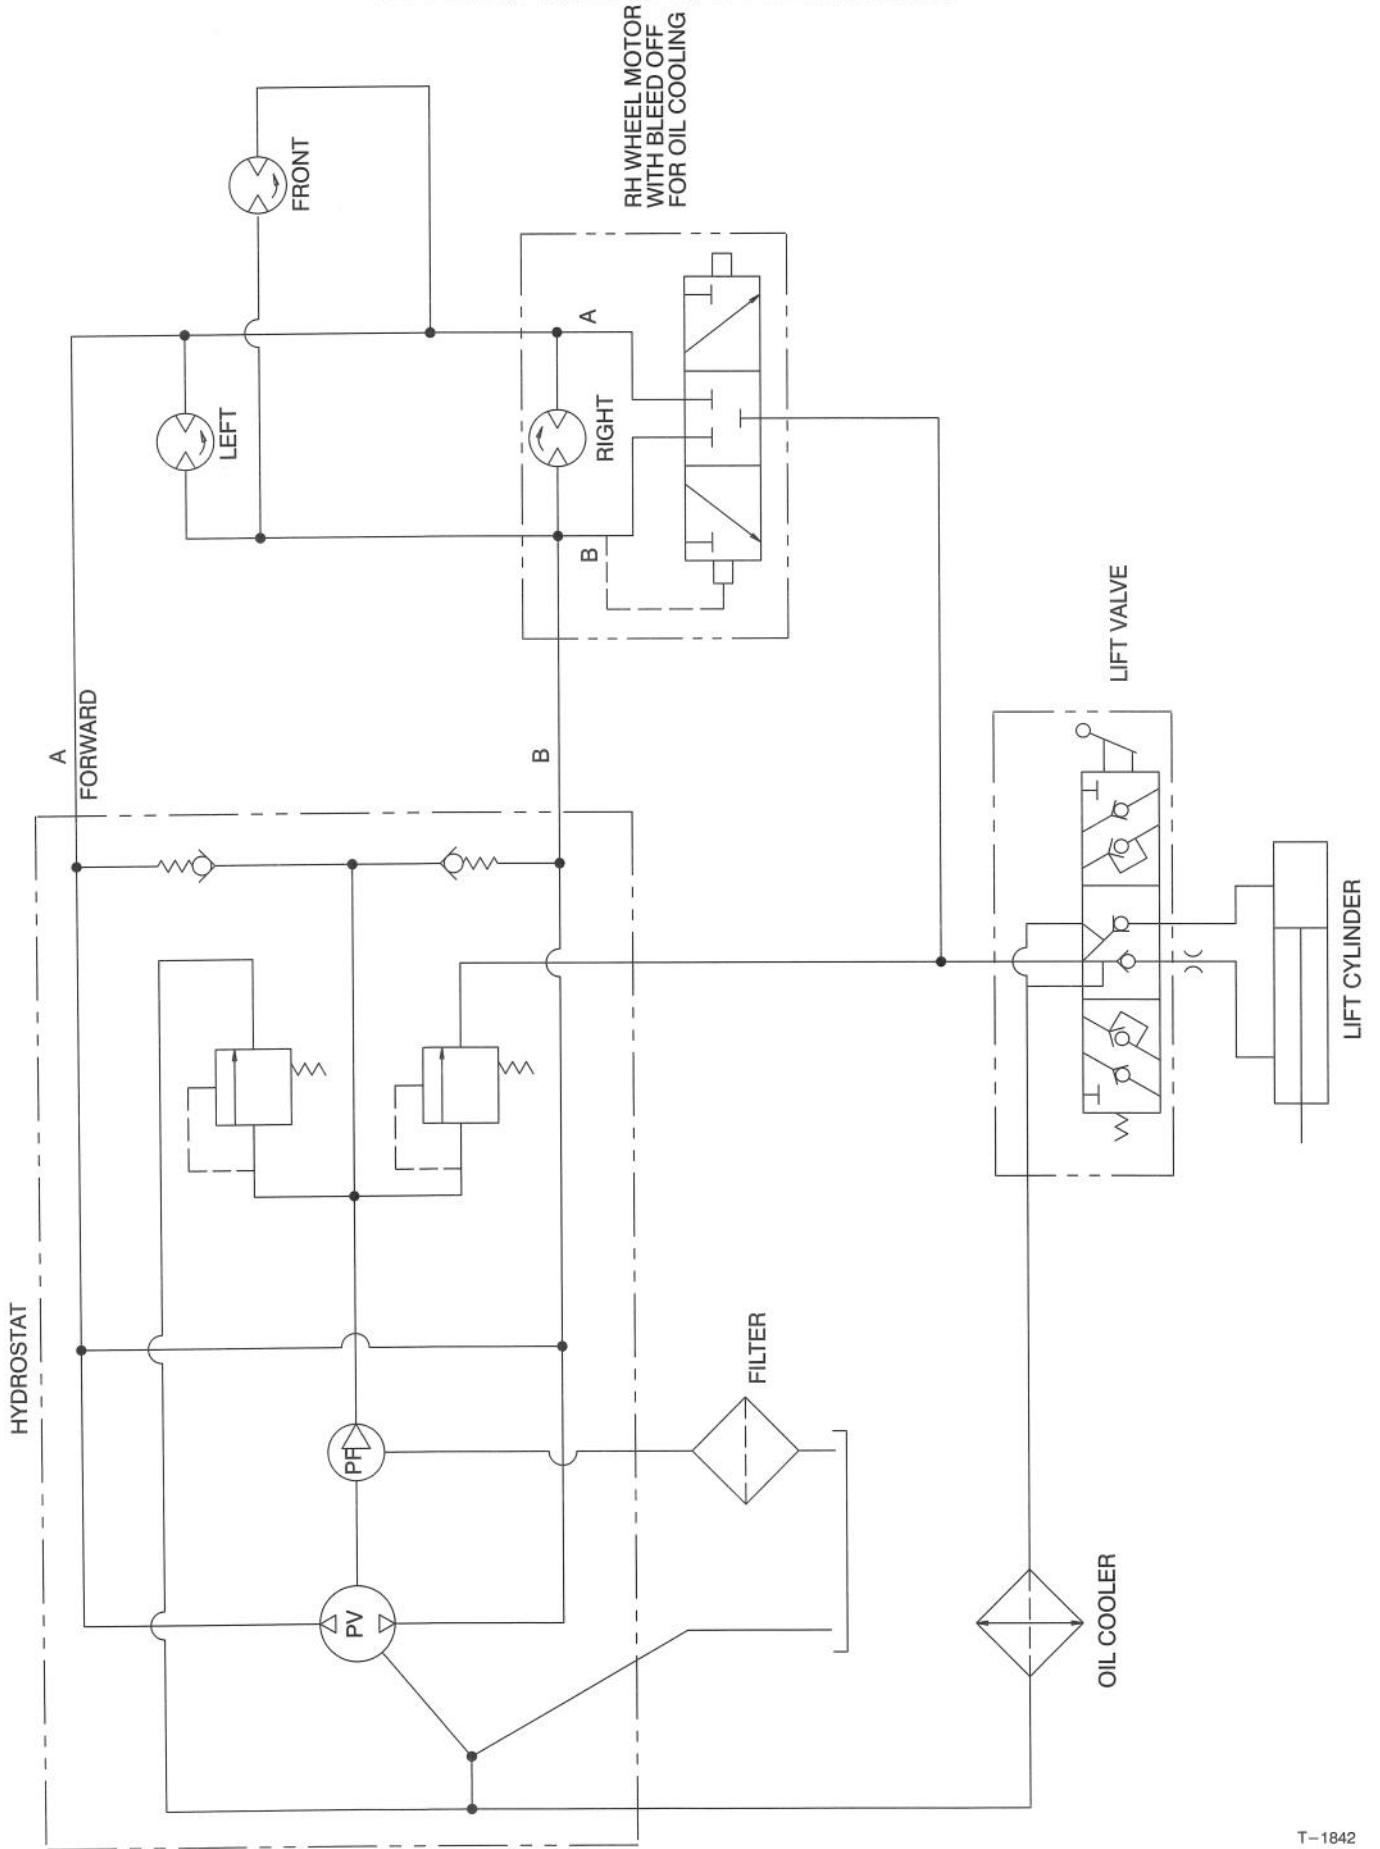 RH WHEEL MOTOR
WITH BLEED OFF
FOR OIL COOLING
FRONT
A
LEFT
RIGHT
B
A
FORWARD
B
LIFT VALVE
LIFT CYLINDER
HYDROSTAT
FILTER
PF
PV
OIL COOLER
T-1842